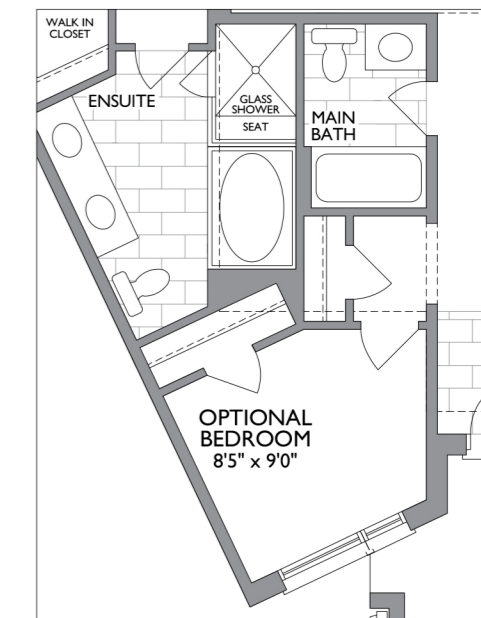 WALK IN
CLOSET
ENSUITE
GLASS
SHOWER
SEAT
MAIN
BATH
OPTIONAL
BEDROOM
8'5" x 9'0"